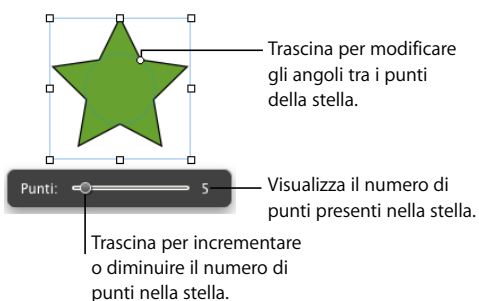 Trascina per modificare
gli angoli tra i punti
della stella.
Punti:
5
Visualizza il numero di
punti presenti nella stella.
Trascina per incrementare
o diminuire il numero di
punti nella stella.